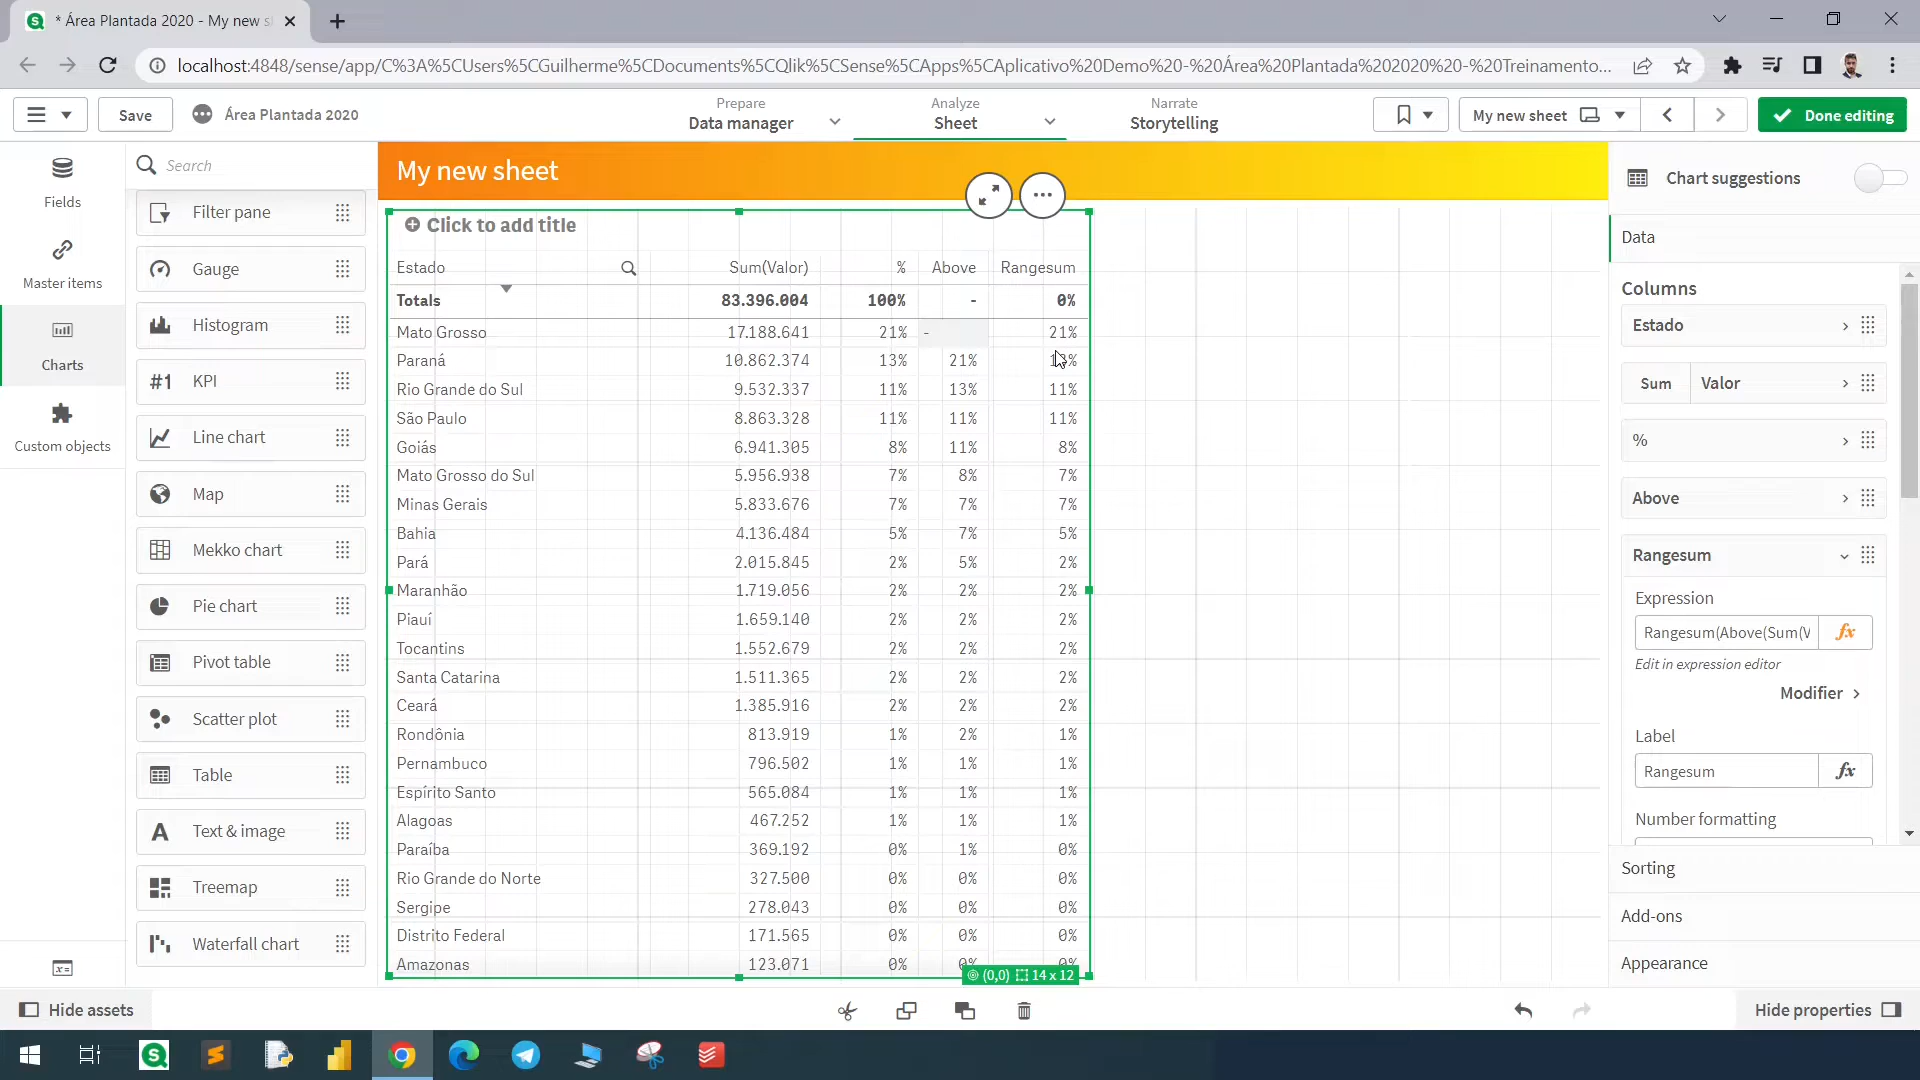 * Área Plantada 2020 - My new s
localhost:4848/sense/app/C%3A%5CUsers%5CGuilherme%5CDocuments%5CQlik%5CSense%5CApps%5CAplicativo%20Demo%20-%20Área%20Plantada%202020%20-%20Treinamento...
Save
Área Plantada 2020
Prepare
Data manager
Analyze
Sheet
Narrate
Storytelling
My new sheet
Done editing
Fields
Master items
Charts
Custom objects
Search
Filter pane
Gauge
Histogram
#1 KPI
Line chart
Map
Mekko chart
Pie chart
Pivot table
Scatter plot
Table
A Text & image
Treemap
Waterfall chart
My new sheet
Click to add title
Estado Sum(Valor) % Above Rangesum
Totals 83.396.004 100% - 0%
Mato Grosso 17.188.641 21% - 21%
Paraná 10.862.374 13% 21%
Rio Grande do Sul 9.532.337 11% 13% 11%
São Paulo 8.863.328 11% 11% 11%
Goiás 6.941.305 8% 11% 8%
Mato Grosso do Sul 5.956.938 7% 8% 7%
Minas Gerais 5.833.676 7% 7% 7%
Bahia 4.136.484 5% 7% 5%
Pará 2.015.845 2% 5% 2%
Maranhão 1.719.056 2% 2% 2%
Piauí 1.659.140 2% 2% 2%
Tocantins 1.552.679 2% 2% 2%
Santa Catarina 1.511.365 2% 2% 2%
Ceará 1.385.916 2% 2% 2%
Rondônia 813.919 1% 2% 1%
Pernambuco 796.502 1% 1% 1%
Espírito Santo 565.084 1% 1% 1%
Alagoas 467.252 1% 1% 1%
Paraíba 369.192 0% 1% 0%
Rio Grande do Norte 327.500 0% 0% 0%
Sergipe 278.043 0% 0% 0%
Distrito Federal 171.565 0% 0% 0%
Amazonas 123.071 0%
(0,0) 14 x 12
Chart suggestions
Data
Columns
Estado
Sum Valor
%
Above
Rangesum
Expression
Rangesum(Above(Sum(V
Edit in expression editor
Modifier
Label
Rangesum
Number formatting
Sorting
Add-ons
Appearance
Hide assets
Hide properties